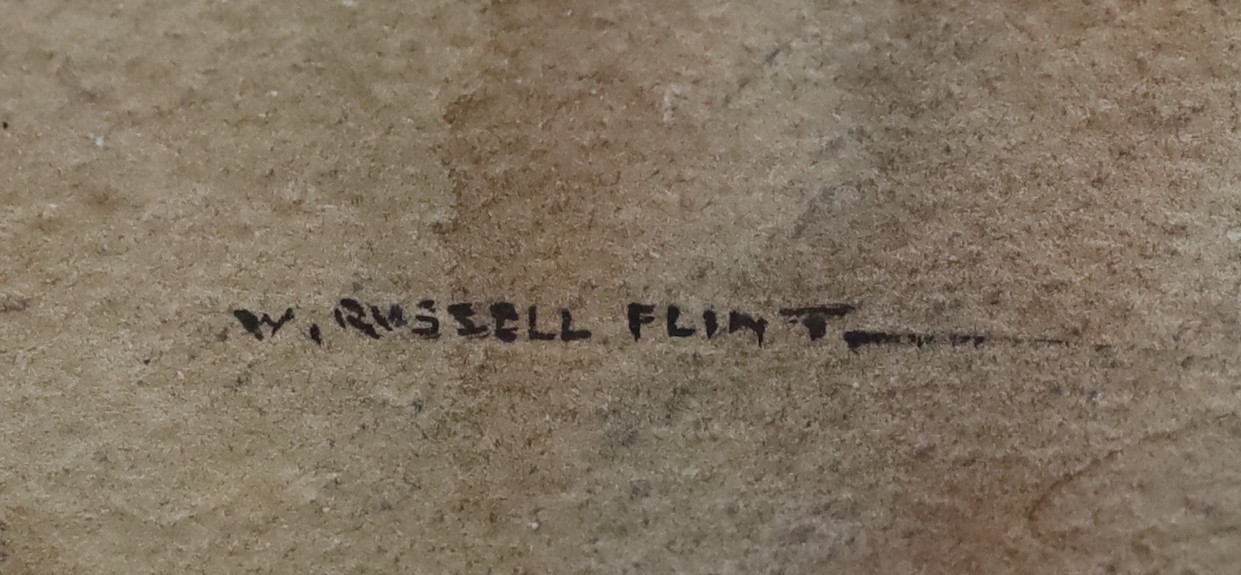 W. RUSSELL FLINT